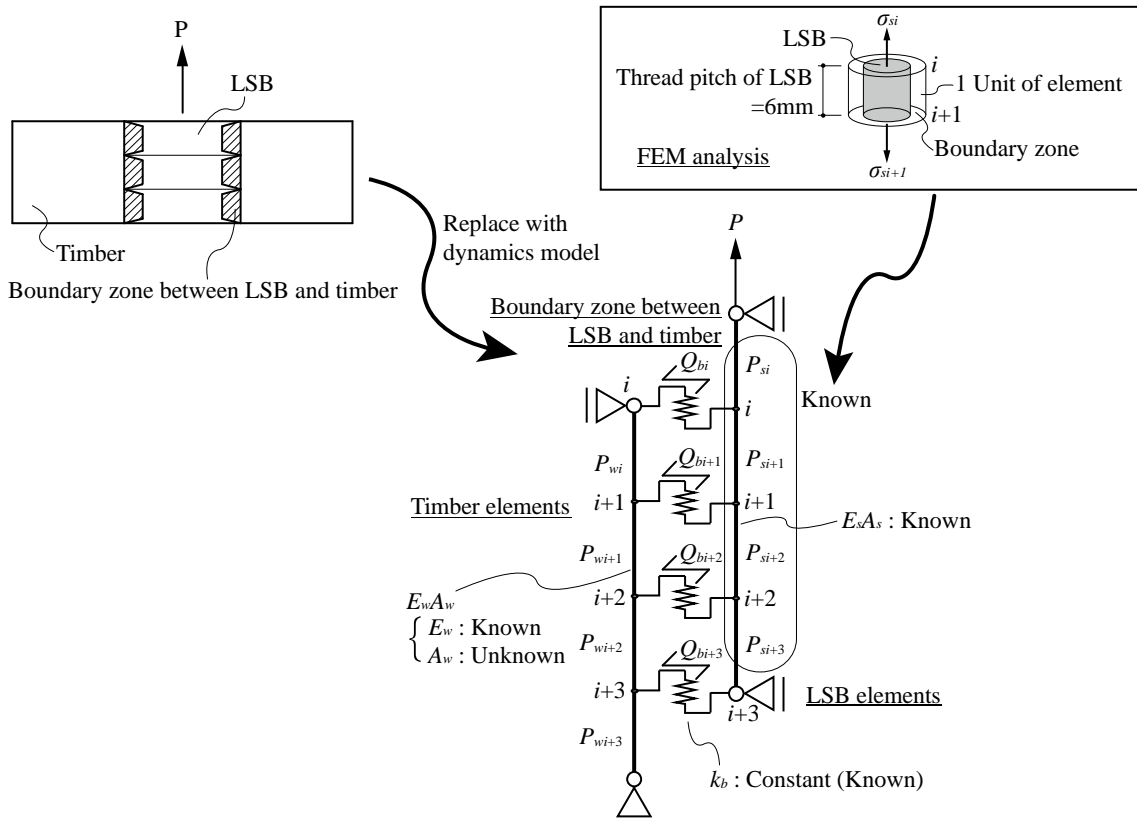 P
LSB
Timber
Boundary zone between LSB and timber
Replace with
dynamics model
σsi
LSB
Thread pitch of LSB
=6mm
i
1 Unit of element
i+1
Boundary zone
FEM analysis
σsi+1
P
Boundary zone between
LSB and timber
Qbi
Psi
i
i
Known
Pwi
Qbi+1
Psi+1
Timber elements
i+1
i+1
EsAs : Known
Pwi+1
Qbi+2
Psi+2
EwAw
i+2
i+2
Ew : Known
Aw : Unknown
Pwi+2
Qbi+3
Psi+3
i+3
i+3
LSB elements
Pwi+3
kb : Constant (Known)